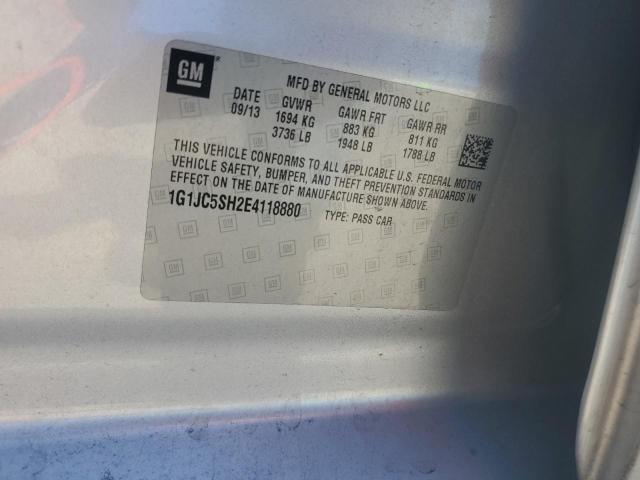 GM
MFD BY GENERAL MOTORS LLC
DATE GVWR GAWR FRT GAWR RR
09/13 1694 KG 883 KG 811 KG
3736 LB 1948 LB 1788 LB
THIS VEHICLE CONFORMS TO ALL APPLICABLE U.S. FEDERAL MOTOR
VEHICLE SAFETY, BUMPER, AND THEFT PREVENTION STANDARDS IN
EFFECT ON THE DATE OF MANUFACTURE SHOWN ABOVE.
1G1JC5SH2E4118880 TYPE: PASS CAR